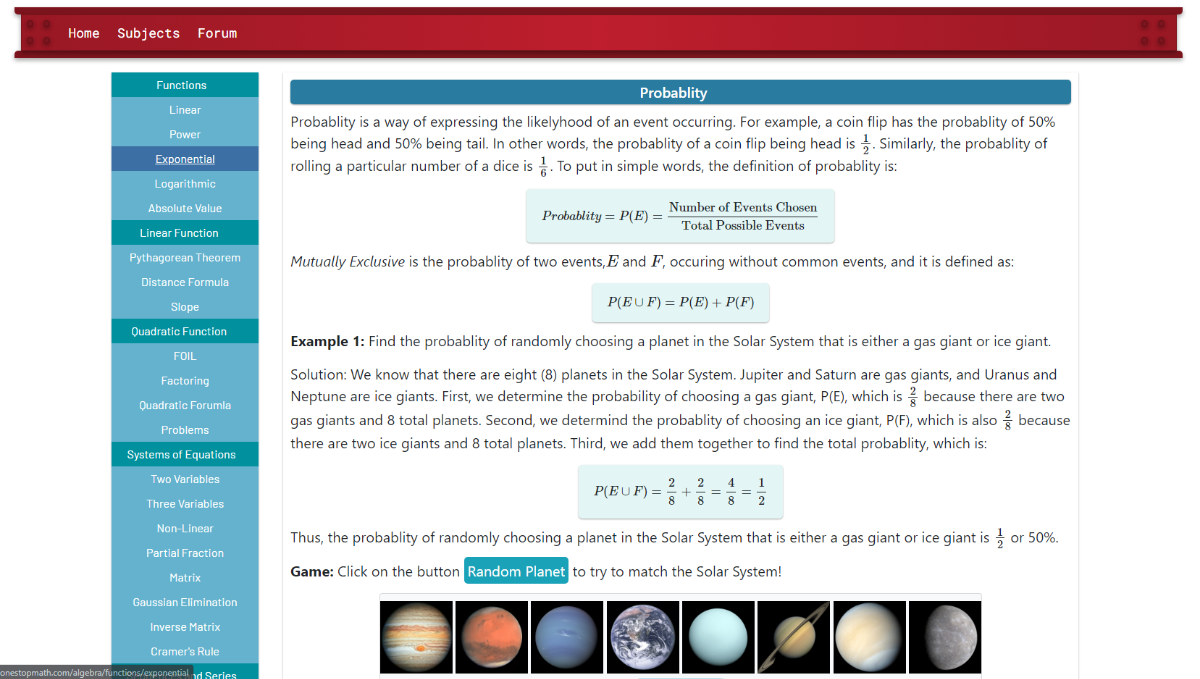 Home Subjects Forum
Functions
Linear
Power
Exponential
Logarithmic
Absolute Value
Linear Function
Pythagorean Theorem
Distance Formula
Slope
Quadratic Function
FOIL
Factoring
Quadratic Forumla
Problems
Systems of Equations
Two Variables
Three Variables
Non-Linear
Partial Fraction
Matrix
Gaussian Elimination
Inverse Matrix
Cramer's Rule
nd Series
onestopmath.com/algebra/functions/exponential
Probablity
Probablity is a way of expressing the likelyhood of an event occurring. For example, a coin flip has the probablity of 50%
being head and 50% being tail. In other words, the probablity of a coin flip being head is 1/2. Similarly, the probablity of
rolling a particular number of a dice is 1/6. To put in simple words, the definition of probablity is:
Probablity = P(E) = Number of Events Chosen / Total Possible Events
Mutually Exclusive is the probablity of two events, E and F, occuring without common events, and it is defined as:
P(E ∪ F) = P(E) + P(F)
Example 1: Find the probablity of randomly choosing a planet in the Solar System that is either a gas giant or ice giant.
Solution: We know that there are eight (8) planets in the Solar System. Jupiter and Saturn are gas giants, and Uranus and
Neptune are ice giants. First, we determine the probability of choosing a gas giant, P(E), which is 2/8 because there are two
gas giants and 8 total planets. Second, we determind the probablity of choosing an ice giant, P(F), which is also 2/8 because
there are two ice giants and 8 total planets. Third, we add them together to find the total probablity, which is:
P(E ∪ F) = 2/8 + 2/8 = 4/8 = 1/2
Thus, the probablity of randomly choosing a planet in the Solar System that is either a gas giant or ice giant is 1/2 or 50%.
Game: Click on the button Random Planet to try to match the Solar System!